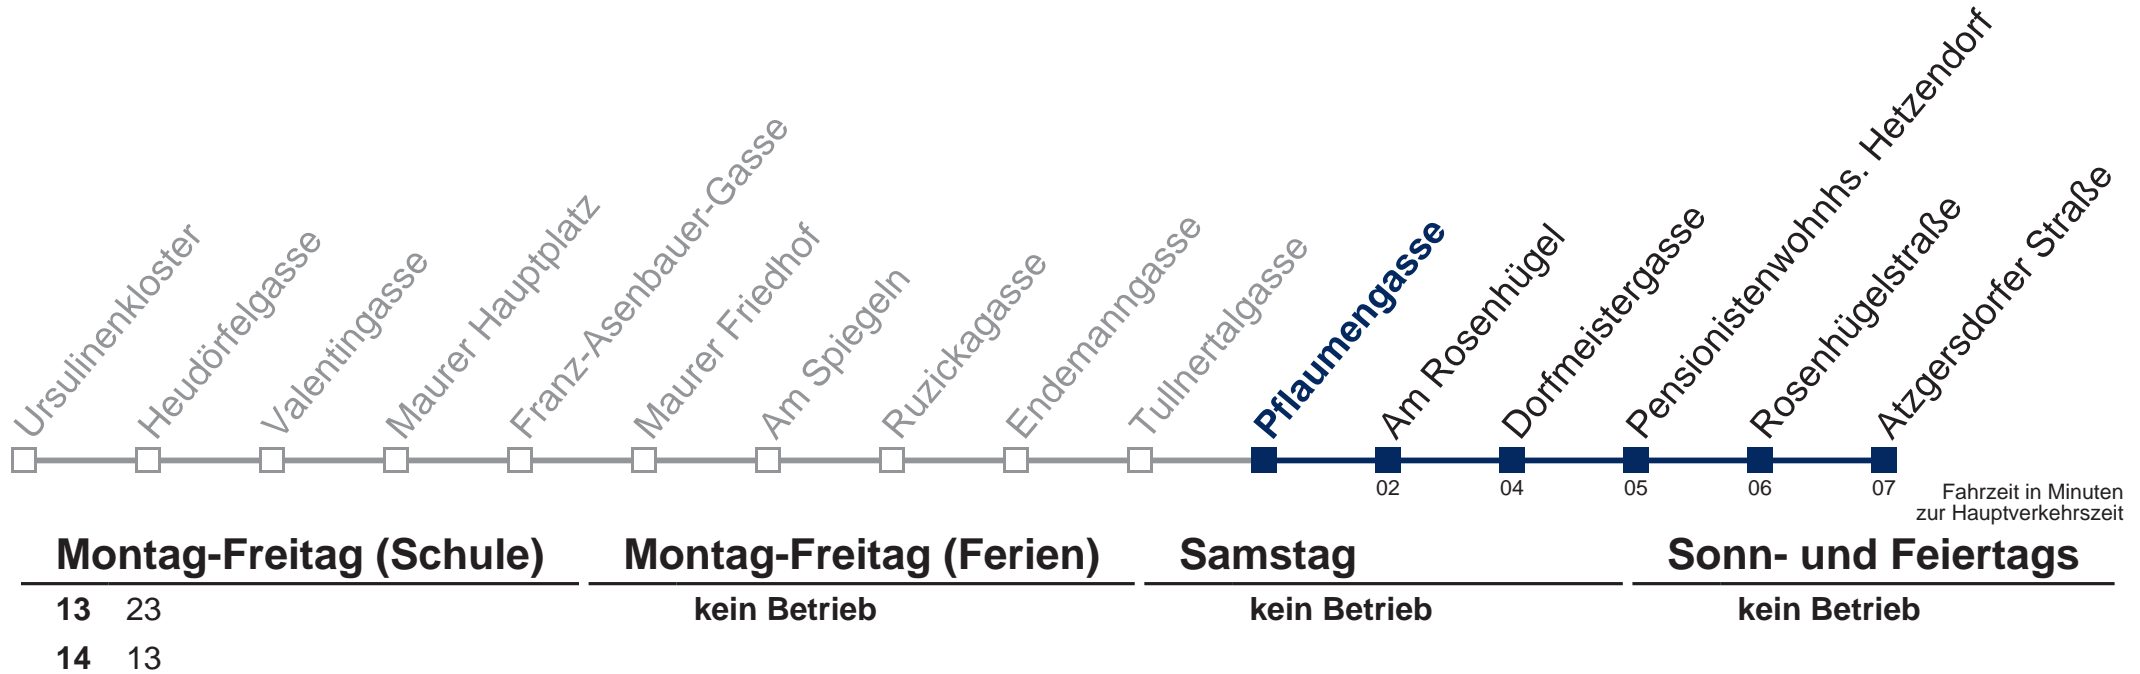 Ursulinenkloster
Heudörfelgasse
Valentingasse
Maurer Hauptplatz
Franz-Asenbauer-Gasse
Maurer Friedhof
Am Spiegeln
Ruzickagasse
Endemanngasse
Tullnertalgasse
Pflaumengasse
Am Rosenhügel
Dorfmeistergasse
Pensionistenwohnhs. Hetzendorf
Rosenhügelstraße
Atzgersdorfer Straße
02 04 05 06 07
Fahrzeit in Minuten
zur Hauptverkehrszeit
Montag-Freitag (Schule) Montag-Freitag (Ferien) Samstag Sonn- und Feiertags
13 23 kein Betrieb kein Betrieb kein Betrieb
14 13